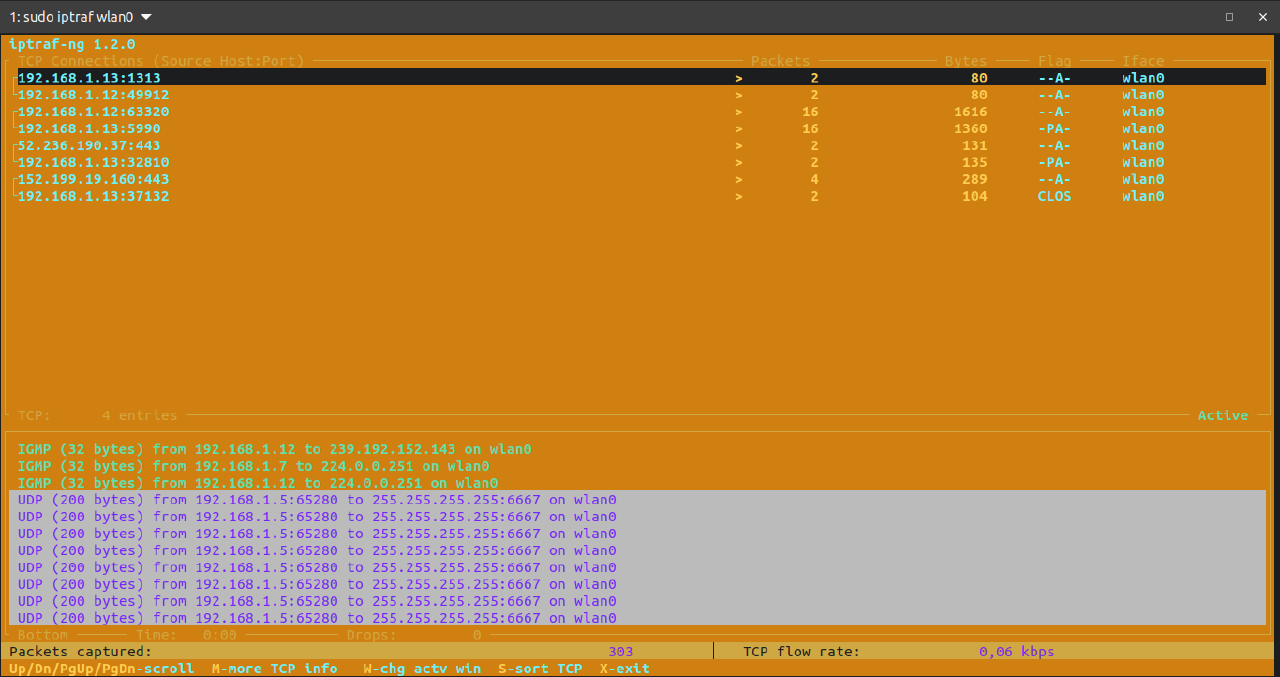 1: sudo iptraf wlan0
iptraf-ng 1.2.0
TCP Connections (Source Host:Port) Packets Bytes Flag Iface
192.168.1.13:1313 > 2 80 --A- wlan0
192.168.1.12:49912 > 2 80 --A- wlan0
192.168.1.12:63320 > 16 1616 --A- wlan0
192.168.1.13:5990 > 16 1360 -PA- wlan0
52.236.190.37:443 > 2 131 --A- wlan0
192.168.1.13:32810 > 2 135 -PA- wlan0
152.199.19.160:443 > 4 289 --A- wlan0
192.168.1.13:37132 > 2 104 CLOS wlan0
TCP: 4 entries Active
IGMP (32 bytes) from 192.168.1.12 to 239.192.152.143 on wlan0
IGMP (32 bytes) from 192.168.1.7 to 224.0.0.251 on wlan0
IGMP (32 bytes) from 192.168.1.12 to 224.0.0.251 on wlan0
UDP (200 bytes) from 192.168.1.5:65280 to 255.255.255.255:6667 on wlan0
UDP (200 bytes) from 192.168.1.5:65280 to 255.255.255.255:6667 on wlan0
UDP (200 bytes) from 192.168.1.5:65280 to 255.255.255.255:6667 on wlan0
UDP (200 bytes) from 192.168.1.5:65280 to 255.255.255.255:6667 on wlan0
UDP (200 bytes) from 192.168.1.5:65280 to 255.255.255.255:6667 on wlan0
UDP (200 bytes) from 192.168.1.5:65280 to 255.255.255.255:6667 on wlan0
UDP (200 bytes) from 192.168.1.5:65280 to 255.255.255.255:6667 on wlan0
UDP (200 bytes) from 192.168.1.5:65280 to 255.255.255.255:6667 on wlan0
Bottom Time: 0:00 Drops: 0
Packets captured: 303 TCP flow rate: 0,06 kbps
Up/Dn/PgUp/PgDn-scroll M-more TCP info W-chg actv win S-sort TCP X-exit